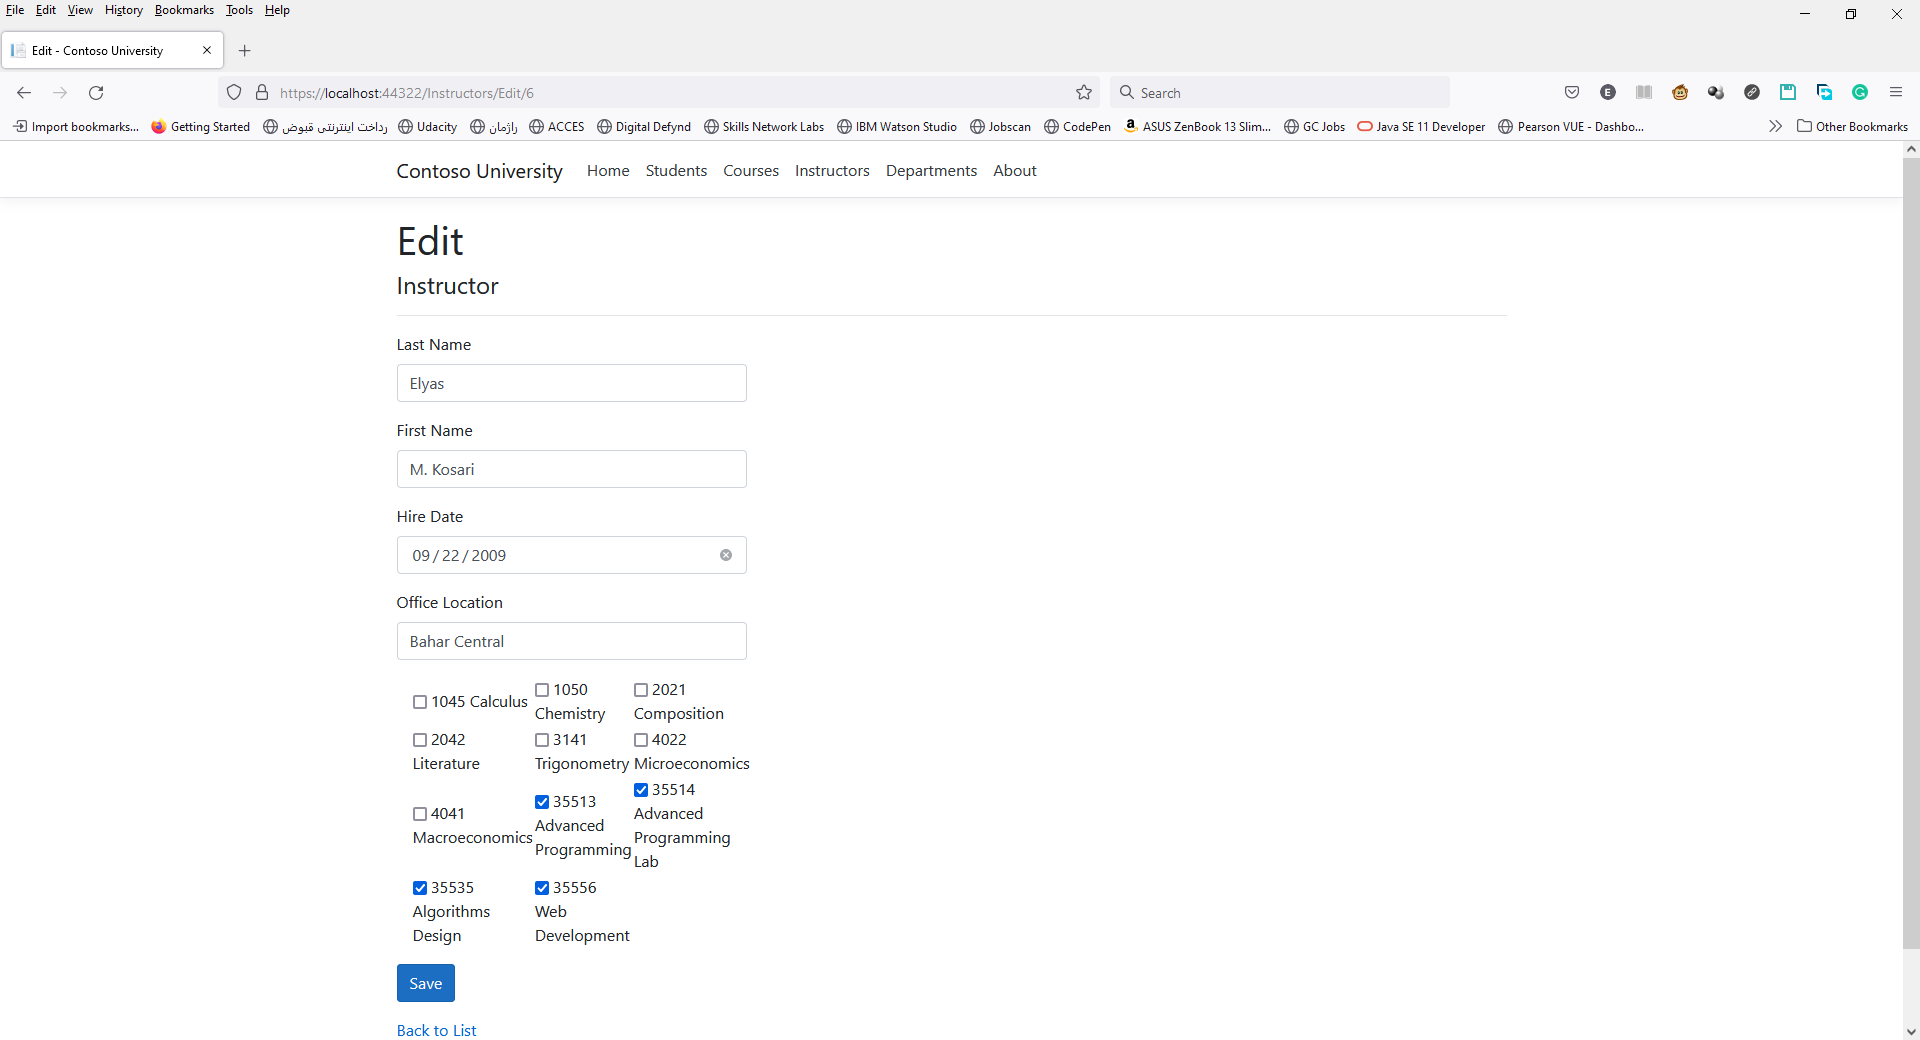 File Edit View History Bookmarks Tools Help
Edit - Contoso University
https://localhost:44322/Instructors/Edit/6
Search
E
G
Import bookmarks... Getting Started رداخت اینترنتی قبوض Udacity راژمان ACCES Digital Defynd Skills Network Labs IBM Watson Studio Jobscan CodePen ASUS ZenBook 13 Slim... GC Jobs Java SE 11 Developer Pearson VUE - Dashbo... Other Bookmarks
Contoso University Home Students Courses Instructors Departments About
Edit
Instructor
Last Name
Elyas
First Name
M. Kosari
Hire Date
09 / 22 / 2009
Office Location
Bahar Central
1045 Calculus
1050
Chemistry
2021
Composition
2042
Literature
3141
Trigonometry
4022
Microeconomics
4041
Macroeconomics
35513
Advanced
Programming
35514
Advanced
Programming
Lab
35535
Algorithms
Design
35556
Web
Development
Save
Back to List